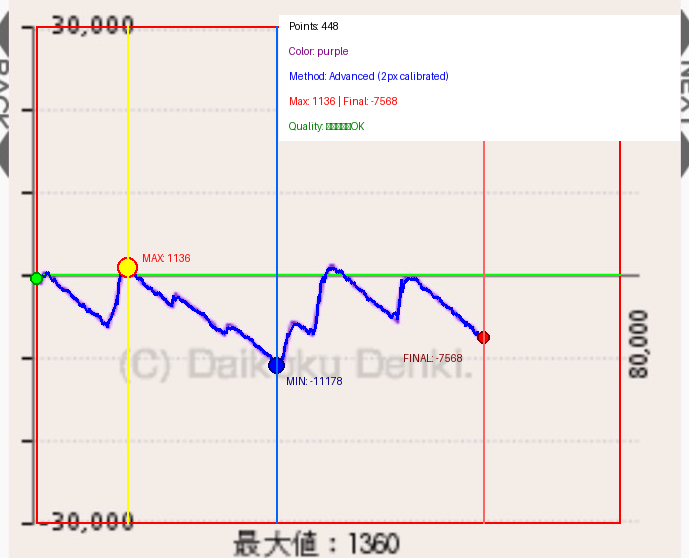 30,000
Points: 448
Color: purple
Method: Advanced (2px calibrated)
Max: 1136 | Final: -7568
Quality: □□□□□OK
BACK
NEXT
MAX: 1136
80,000
(C) Daikoku Denki.
FINAL: -7568
MIN: -11178
-30,000
最大値：1360